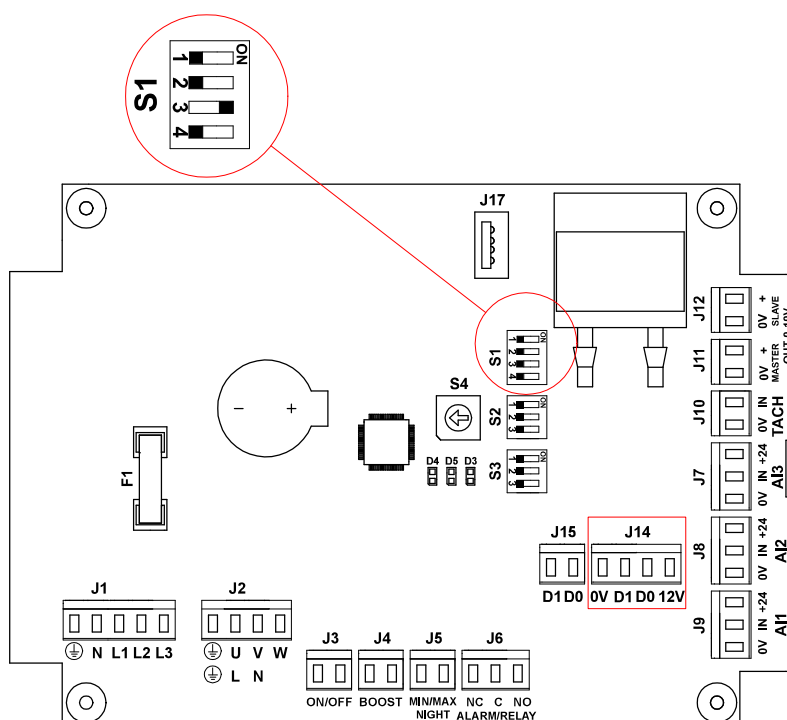 S1
ON
1
2
3
4
J17
J12
0V +
SLAVE
OUT 0-10V
J11
0V +
MASTER
S1
ON
1
2
3
4
J10
0V IN
TACH
S4
S2
ON
1
2
3
- +
J7
0V IN +24
AI3
F1
D4 D5 D3
S3
ON
1
2
3
J8
0V IN +24
AI2
J15 J14
D1 D0 0V D1 D0 12V
J9
0V IN +24
AI1
J1 J2
N L1 L2 L3
U V W
L N
J3 J4 J5 J6
ON/OFF BOOST MIN/MAX NC C NO
NIGHT ALARM/RELAY